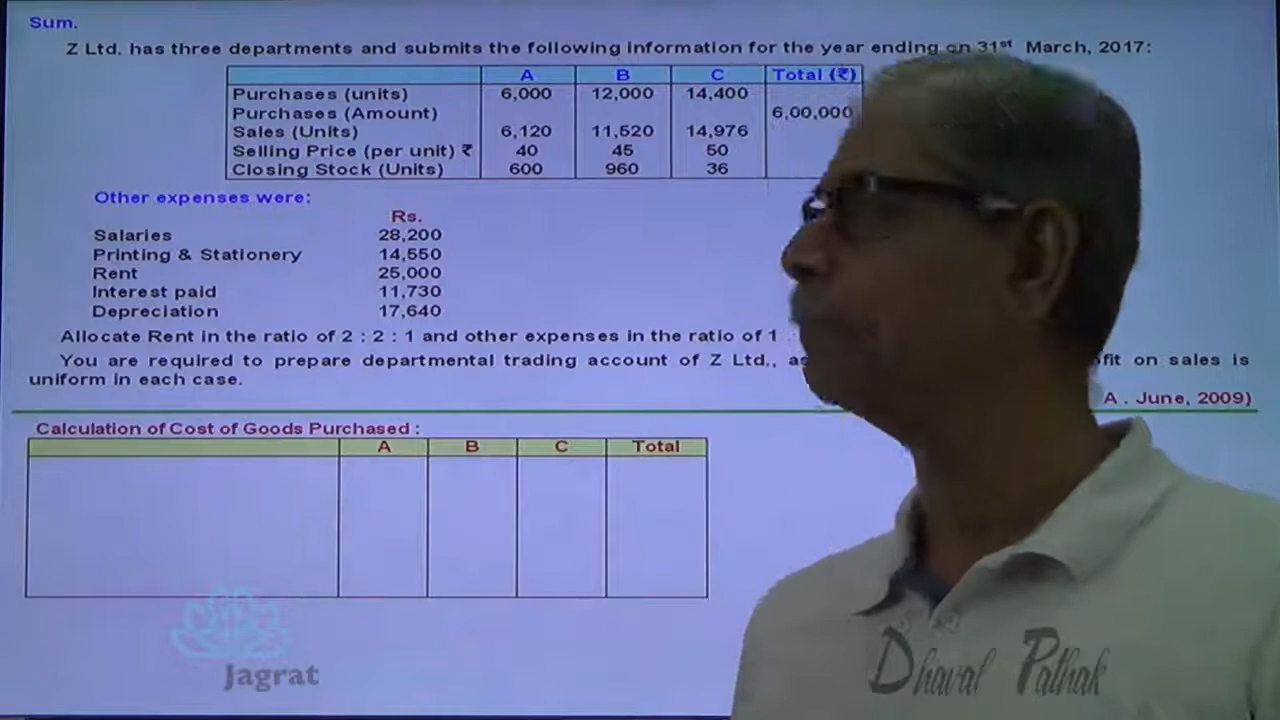 Sum.
Z Ltd. has three departments and submits the following information for the year ending on 31st March, 2017:
A B C Total (₹)
Purchases (units) 6,000 12,000 14,400
Purchases (Amount) 6,00,000
Sales (Units) 6,120 11,520 14,976
Selling Price (per unit) ₹ 40 45 50
Closing Stock (Units) 600 960 36
Other expenses were:
Rs.
Salaries 28,200
Printing & Stationery 14,550
Rent 25,000
Interest paid 11,730
Depreciation 17,640
Allocate Rent in the ratio of 2 : 2 : 1 and other expenses in the ratio of 1
You are required to prepare departmental trading account of Z Ltd., on sales is
uniform in each case.
A . June, 2009)
Calculation of Cost of Goods Purchased :
A B C Total
Jagrat
Dhaval Pathak